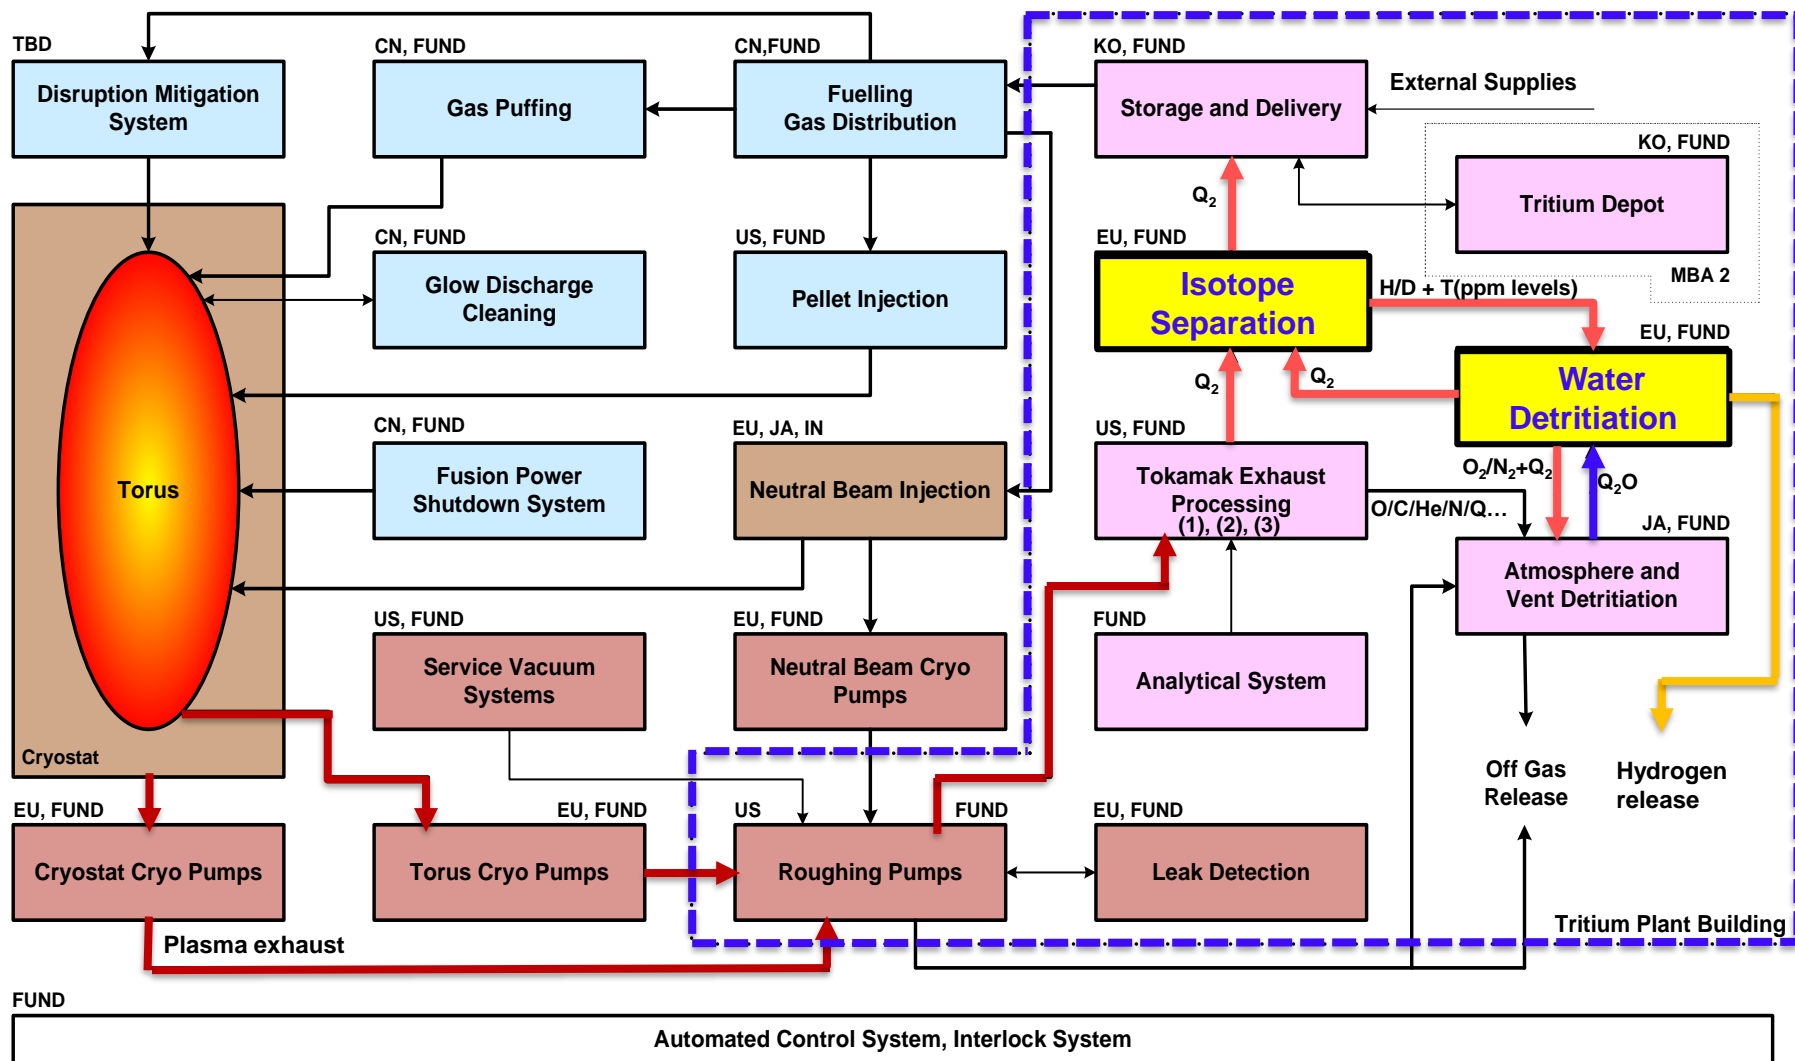 TBD
Disruption Mitigation
System
CN, FUND
Gas Puffing
CN,FUND
Fuelling
Gas Distribution
KO, FUND
Storage and Delivery
External Supplies
KO, FUND
Tritium Depot
MBA 2
Q2
CN, FUND
Glow Discharge
Cleaning
US, FUND
Pellet Injection
EU, FUND
Isotope
Separation
H/D + T(ppm levels)
EU, FUND
Water
Detritiation
Q2
Q2
Torus
Cryostat
CN, FUND
Fusion Power
Shutdown System
EU, JA, IN
Neutral Beam Injection
US, FUND
Tokamak Exhaust
Processing
(1), (2), (3)
O/C/He/N/Q…
O2/N2+Q2
Q2O
JA, FUND
Atmosphere and
Vent Detritiation
US, FUND
Service Vacuum
Systems
EU, FUND
Neutral Beam Cryo
Pumps
FUND
Analytical System
Off Gas
Release
Hydrogen
release
EU, FUND
Cryostat Cryo Pumps
EU, FUND
Torus Cryo Pumps
US
FUND
Roughing Pumps
EU, FUND
Leak Detection
Plasma exhaust
Tritium Plant Building
FUND
Automated Control System, Interlock System